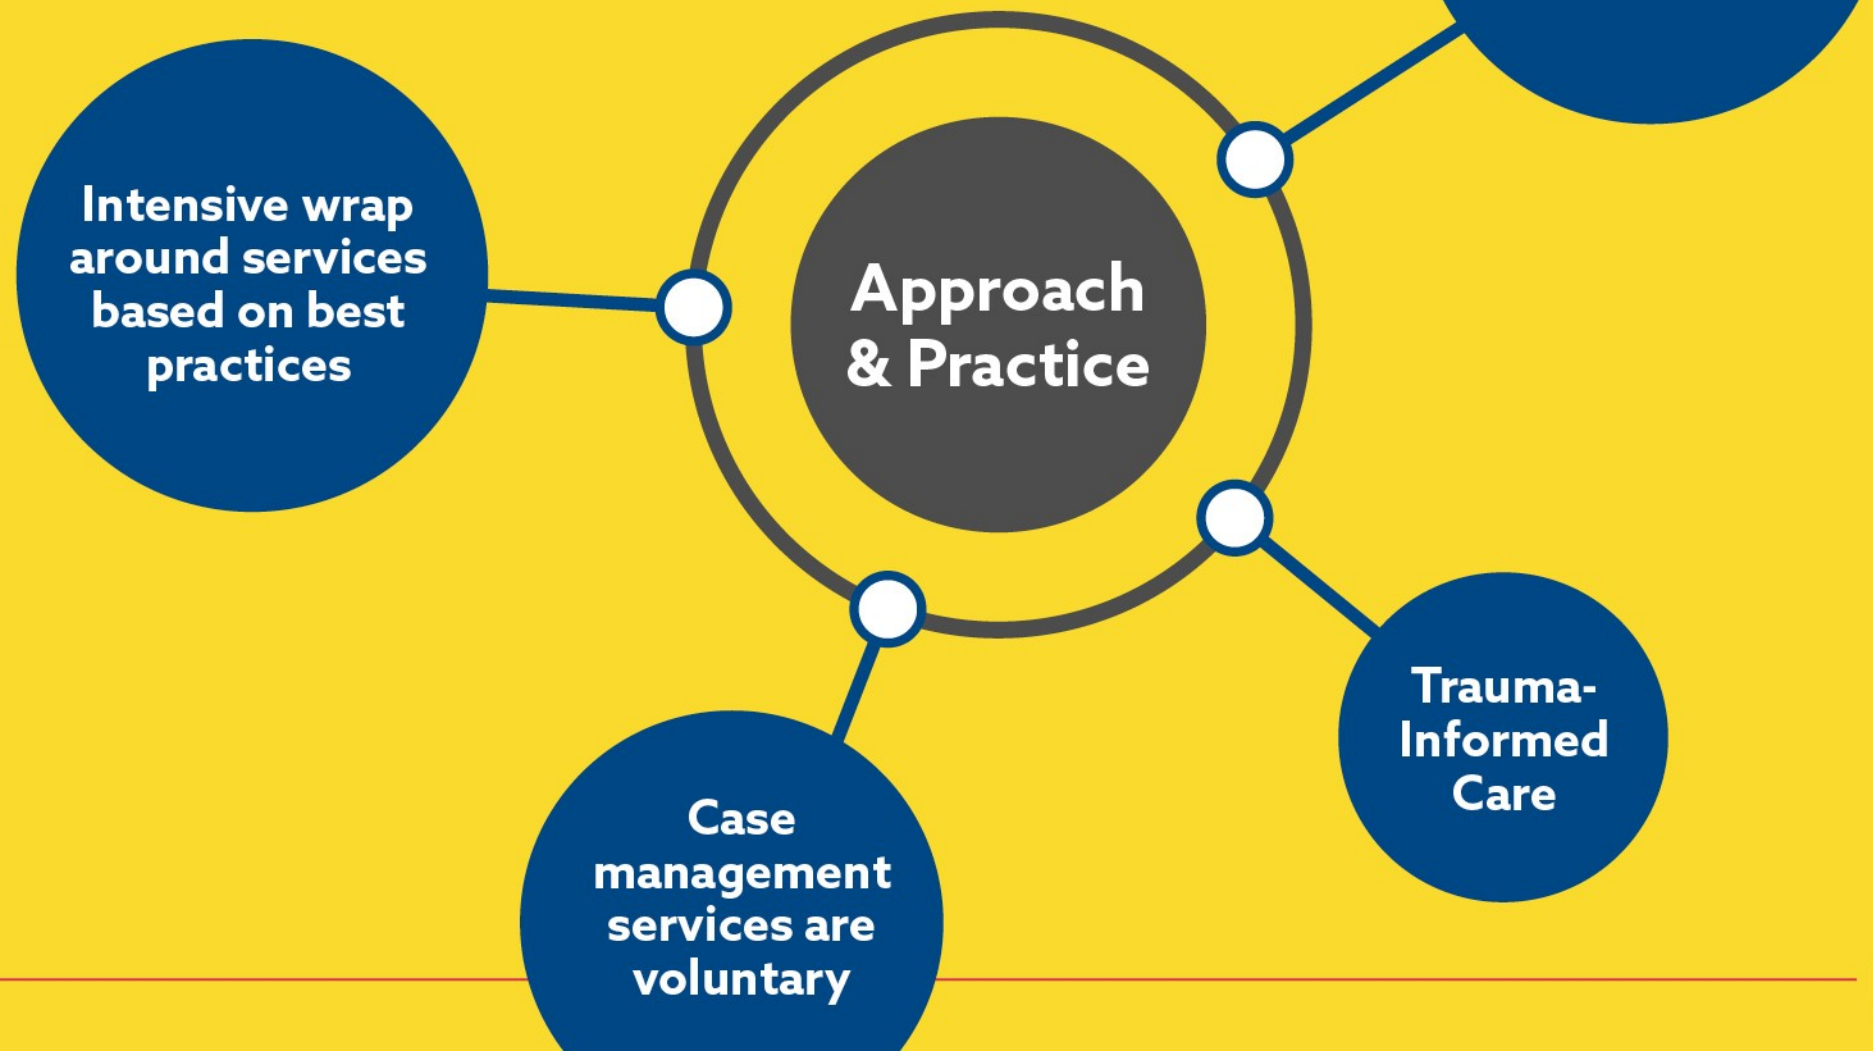 Intensive wrap
around services
based on best
practices
Approach
& Practice
Trauma-
Informed
Care
Case
management
services are
voluntary